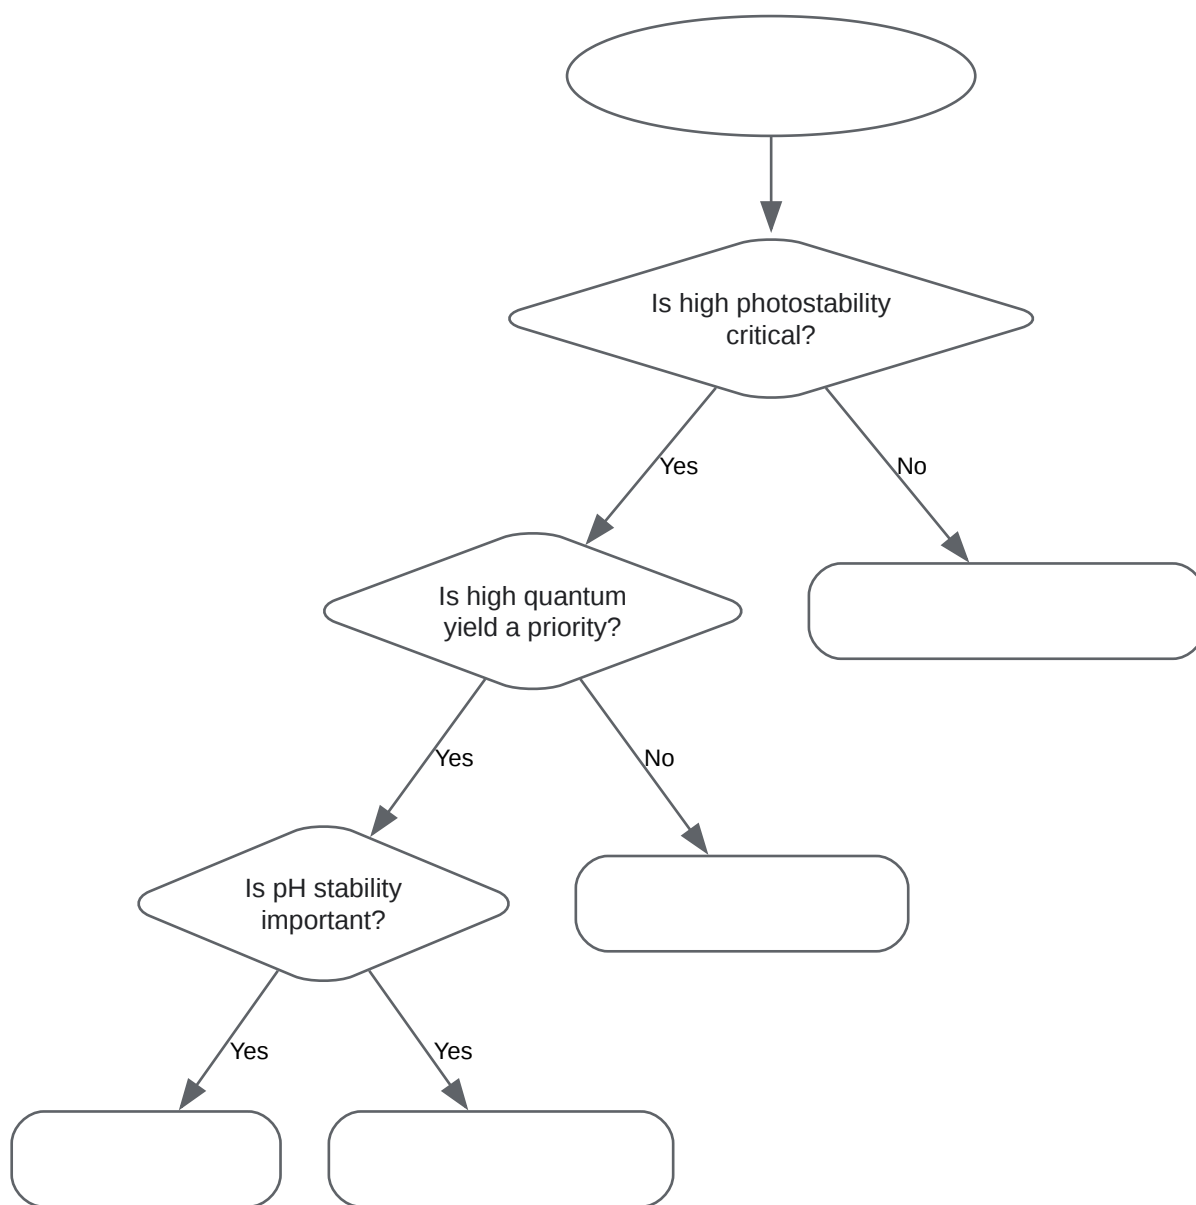 Is high photostability
critical?
Yes
No
Is high quantum
yield a priority?
Yes
No
Is pH stability
important?
Yes
Yes